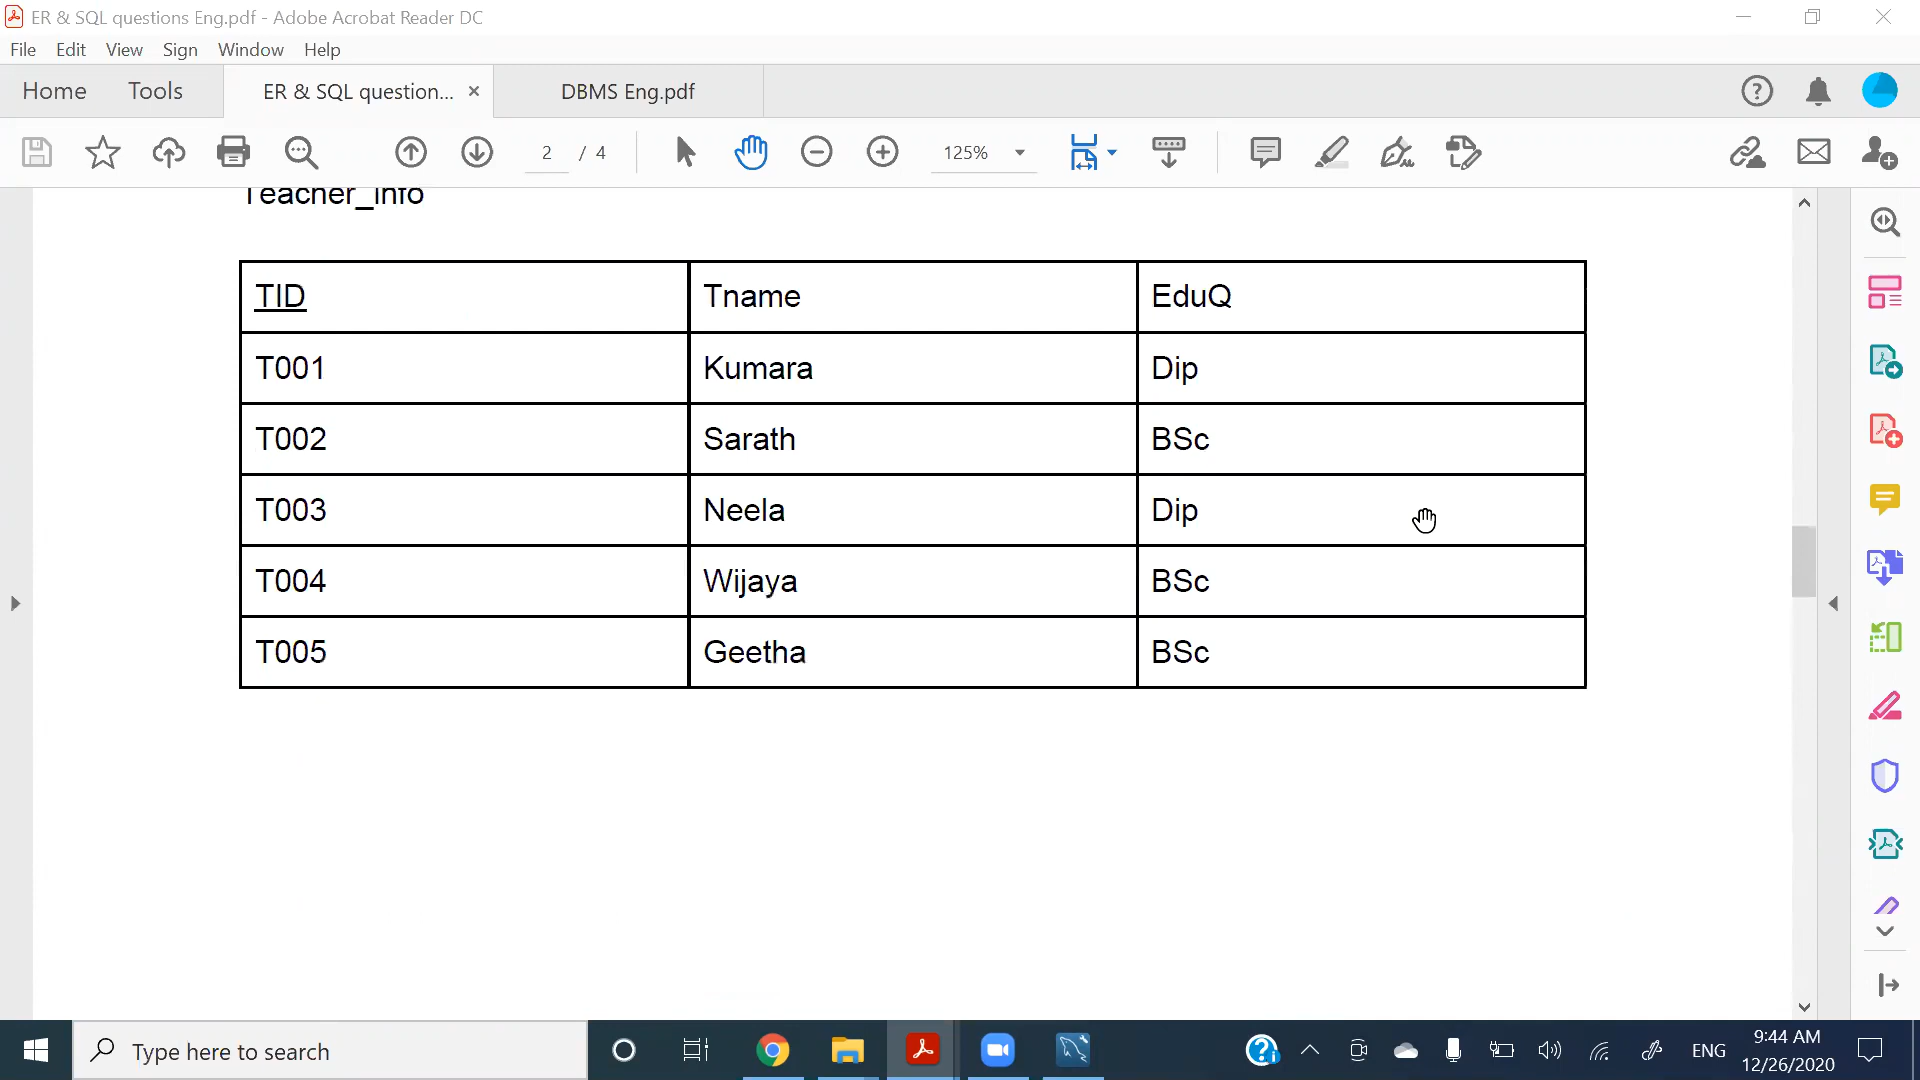 ER & SQL questions Eng.pdf - Adobe Acrobat Reader DC
File Edit View Sign Window Help
Home Tools ER & SQL question... × DBMS Eng.pdf
2 / 4 125%
Teacher_info
TID Tname EduQ
T001 Kumara Dip
T002 Sarath BSc
T003 Neela Dip
T004 Wijaya BSc
T005 Geetha BSc
Type here to search
ENG
9:44 AM
12/26/2020